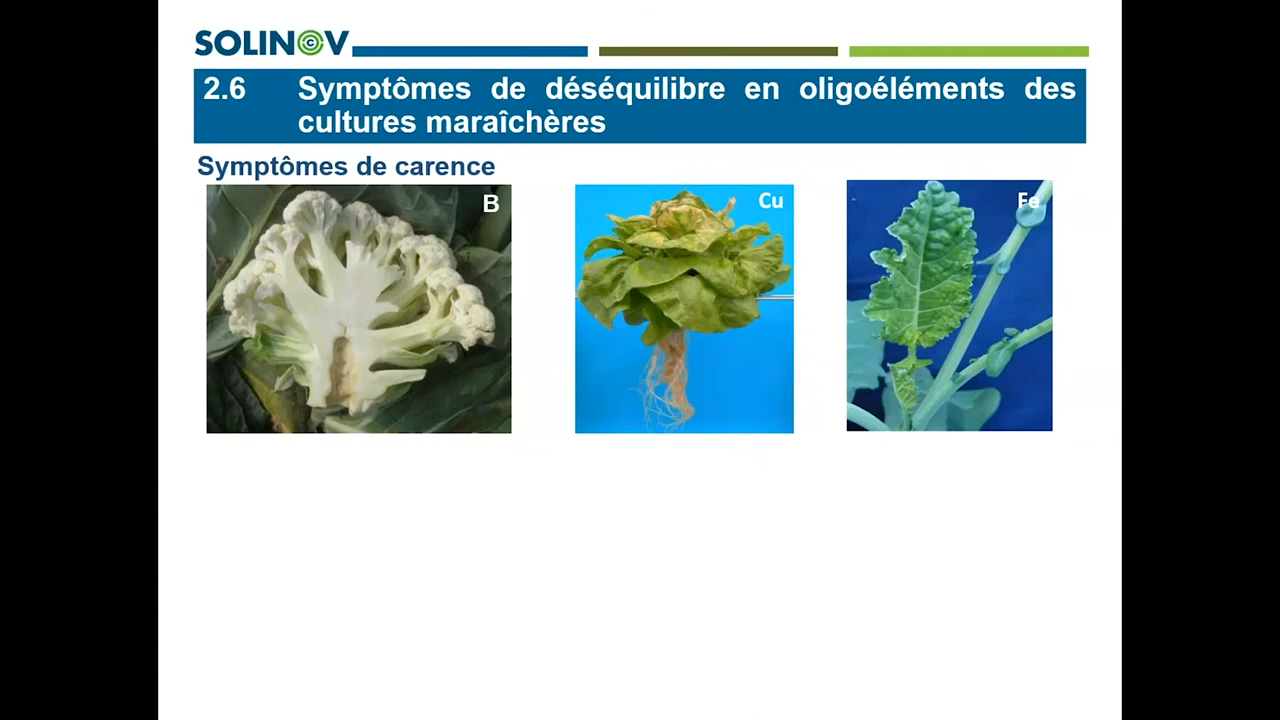 SOLINOV
2.6 Symptômes de déséquilibre en oligoéléments des
cultures maraîchères
Symptômes de carence
B
Cu
Fe